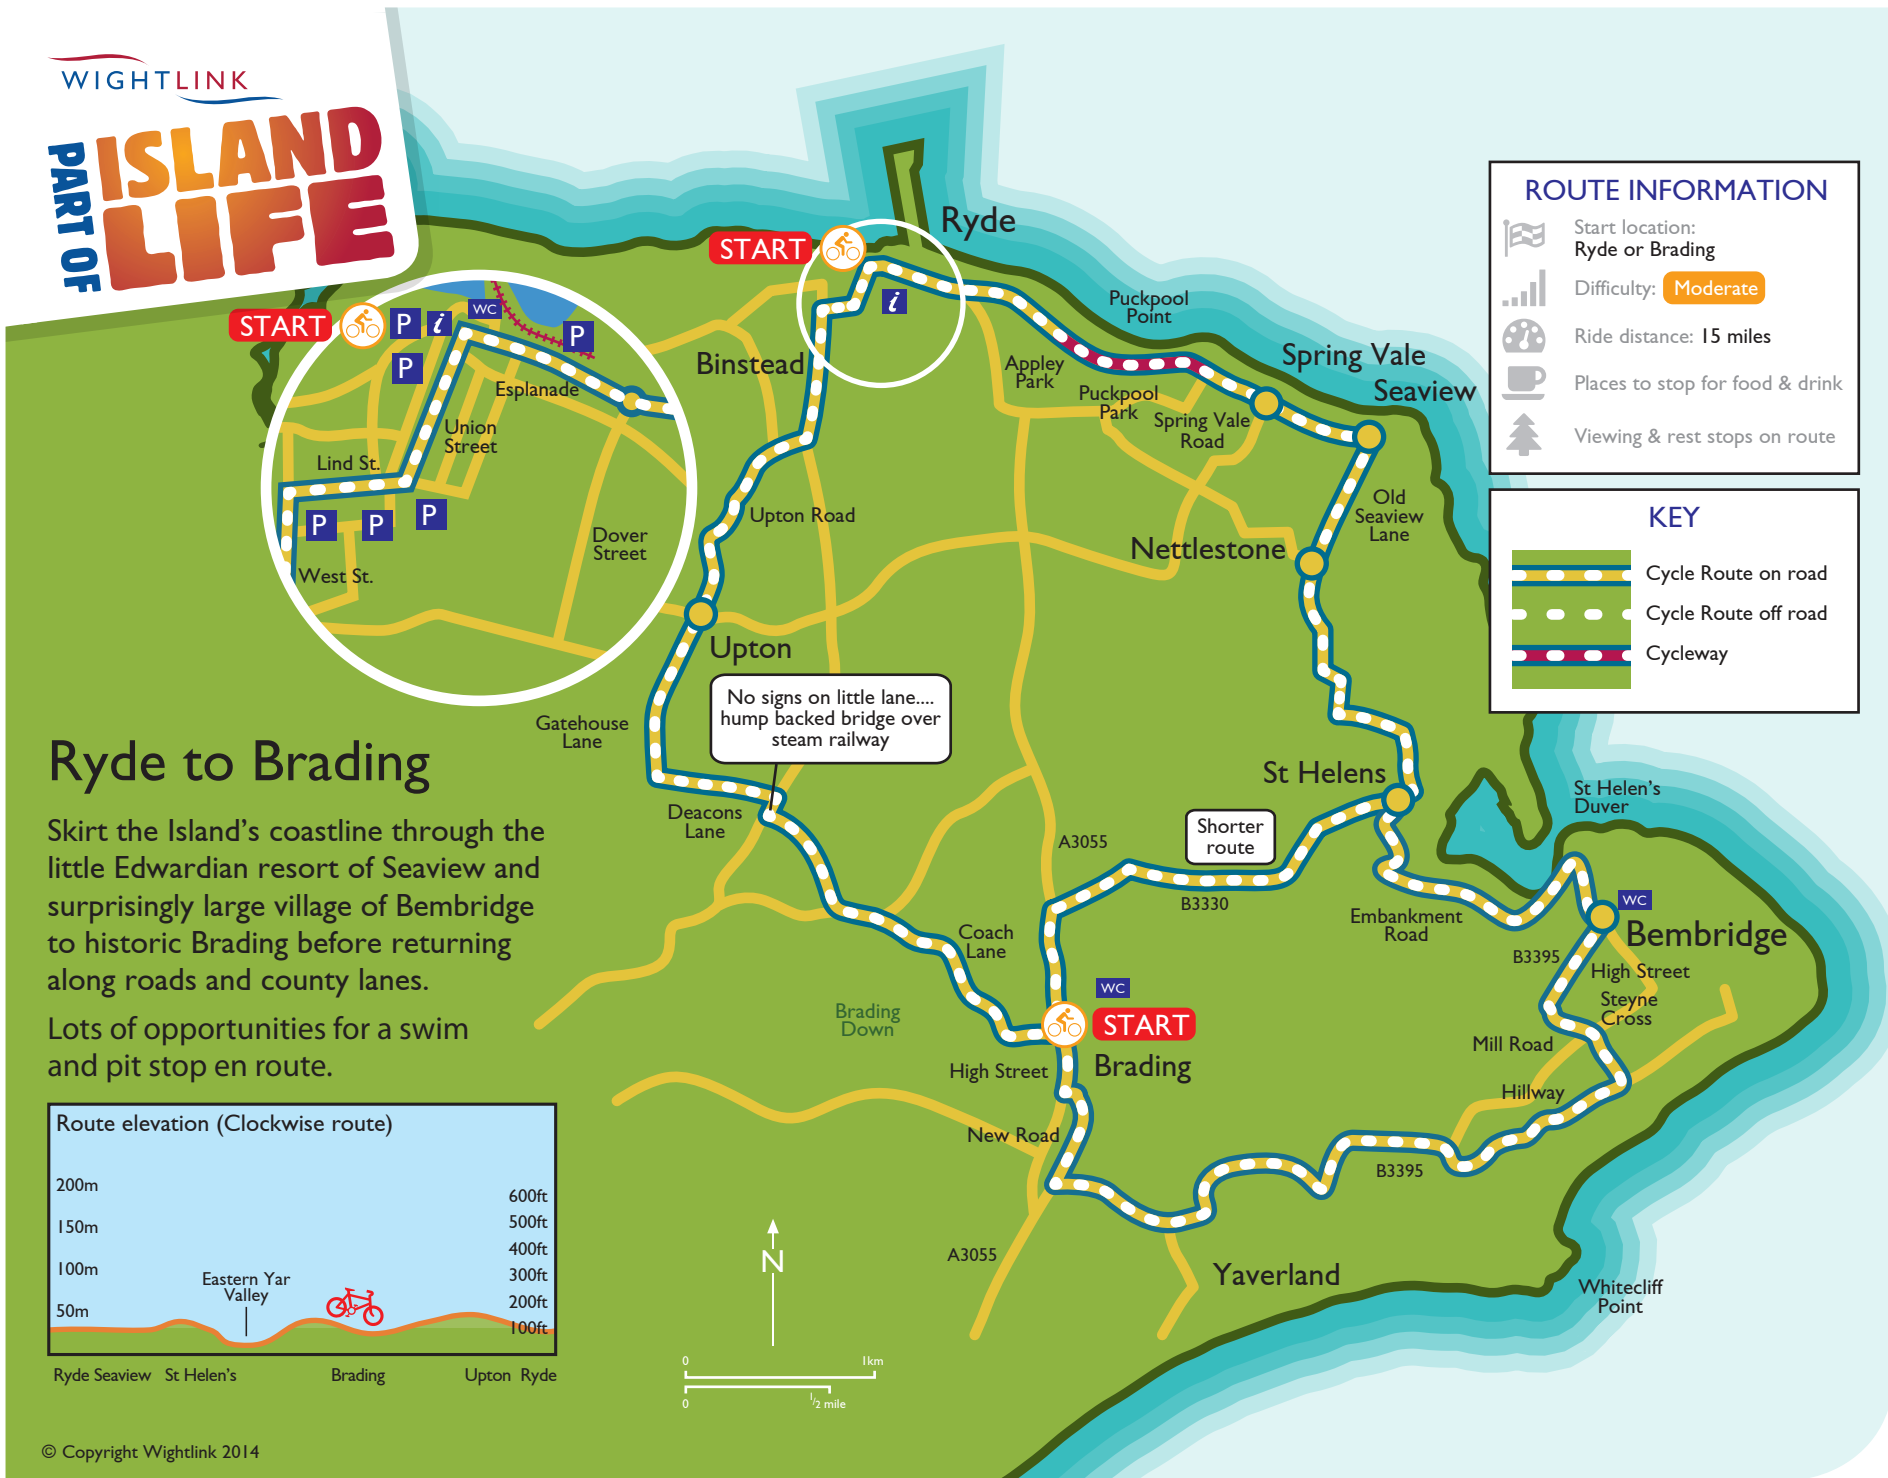 WIGHTLINK
PART OF
ISLAND
LIFE
START
P
i
WC
P
P
Esplanade
Union
Street
Lind St.
P
P
P
Dover
Street
West St.
START
Ryde
i
Binstead
Puckpool
Point
Appley
Park
Puckpool
Park
Spring Vale
Seaview
Spring Vale
Road
Old
Seaview
Lane
Nettlestone
Upton Road
Upton
No signs on little lane....
hump backed bridge over
steam railway
Gatehouse
Lane
Deacons
Lane
St Helens
St Helen's
Duver
Shorter
route
A3055
B3330
Embankment
Road
WC
Bembridge
B3395
High Street
Steyne
Cross
Mill Road
Hillway
Coach
Lane
Brading
Down
WC
START
Brading
High Street
New Road
B3395
A3055
Yaverland
Whitecliff
Point
N
0
1km
0
1/2 mile
ROUTE INFORMATION
Start location:
Ryde or Brading
Difficulty: Moderate
Ride distance: 15 miles
Places to stop for food & drink
Viewing & rest stops on route
KEY
Cycle Route on road
Cycle Route off road
Cycleway
Ryde to Brading
Skirt the Island's coastline through the
little Edwardian resort of Seaview and
surprisingly large village of Bembridge
to historic Brading before returning
along roads and county lanes.
Lots of opportunities for a swim
and pit stop en route.
Route elevation (Clockwise route)
200m
150m
100m
50m
600ft
500ft
400ft
300ft
200ft
100ft
Eastern Yar
Valley
Ryde Seaview St Helen's Brading Upton Ryde
© Copyright Wightlink 2014